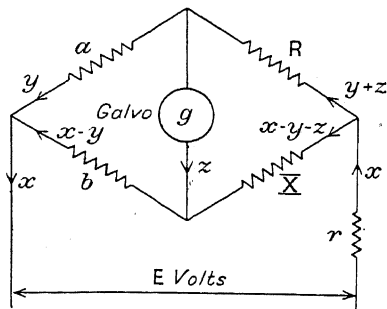 a R
y y+z
Galvo g
x-y x-y-z
x b z X x
r
E Volts